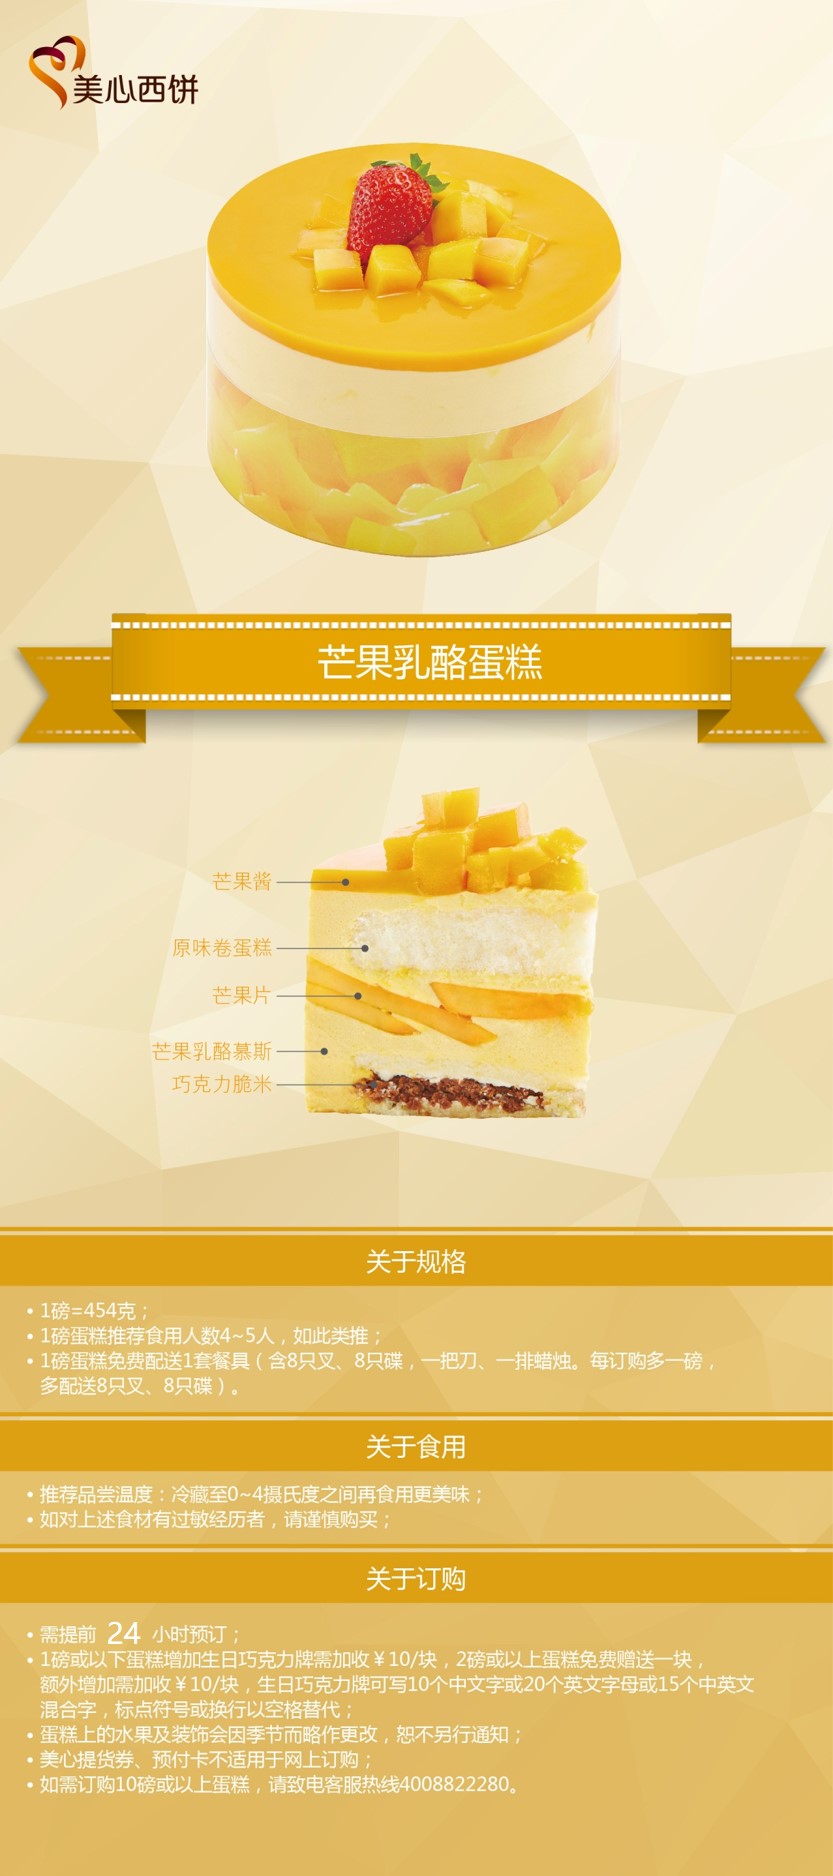 美心西饼
芒果乳酪蛋糕
芒果酱
原味卷蛋糕
芒果片
芒果乳酪慕斯
巧克力脆米
关于规格
• 1磅=454克；
• 1磅蛋糕推荐食用人数4~5人，如此类推；
• 1磅蛋糕免费配送1套餐具（含8只叉、8只碟，一把刀、一排蜡烛。每订购多一磅，
多配送8只叉、8只碟）。
关于食用
• 推荐品尝温度：冷藏至0~4摄氏度之间再食用更美味；
• 如对上述食材有过敏经历者，请谨慎购买；
关于订购
• 需提前 24 小时预订；
• 1磅或以下蛋糕增加生日巧克力牌需加收￥10/块，2磅或以上蛋糕免费赠送一块，
额外增加需加收￥10/块，生日巧克力牌可写10个中文字或20个英文字母或15个中英文
混合字，标点符号或换行以空格替代；
• 蛋糕上的水果及装饰会因季节而略作更改，恕不另行通知；
• 美心提货券、预付卡不适用于网上订购；
• 如需订购10磅或以上蛋糕，请致电客服热线4008822280。